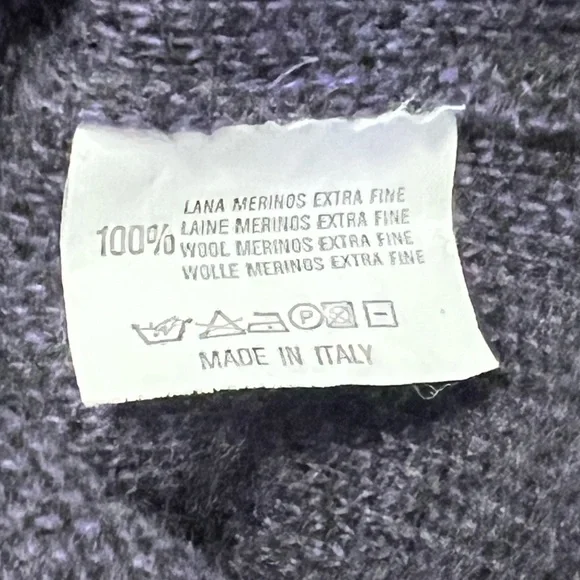 100%
LANA MERINOS EXTRA FINE
LAINE MERINOS EXTRA FINE
WOOL MERINOS EXTRA FINE
WOLLE MERINOS EXTRA FINE
P
MADE IN ITALY